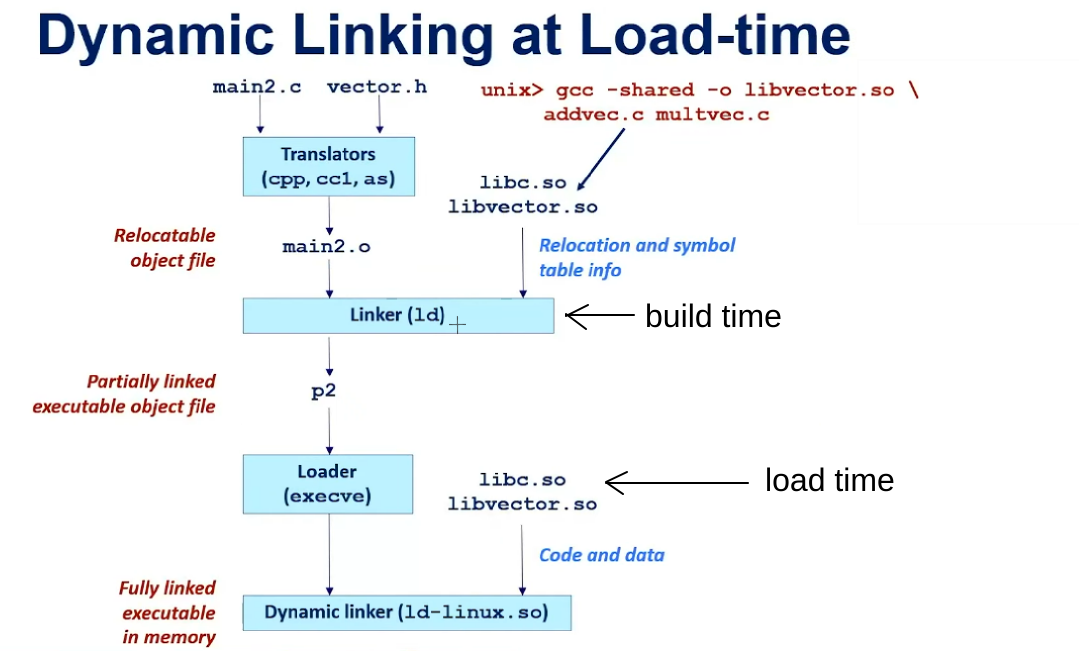 Dynamic Linking at Load-time
main2.c vector.h
unix> gcc -shared -o libvector.so \
addvec.c multvec.c
Translators
(cpp, cc1, as)
libc.so
libvector.so
Relocatable
object file
main2.o
Relocation and symbol
table info
Linker (ld)
build time
Partially linked
executable object file
p2
Loader
(execve)
libc.so
libvector.so
load time
Code and data
Fully linked
executable
in memory
Dynamic linker (ld-linux.so)